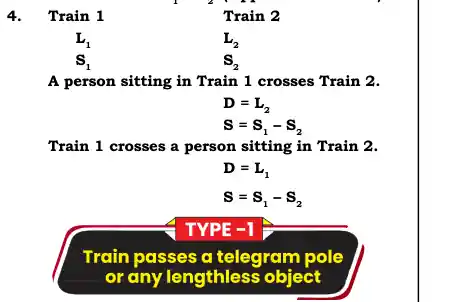 4. Train 1 Train 2
L₁ L₂
S₁ S₂
A person sitting in Train 1 crosses Train 2.
D = L₂
S = S₁ – S₂
Train 1 crosses a person sitting in Train 2.
D = L₁
S = S₁ – S₂
TYPE –1
Train passes a telegram pole
or any lengthless object